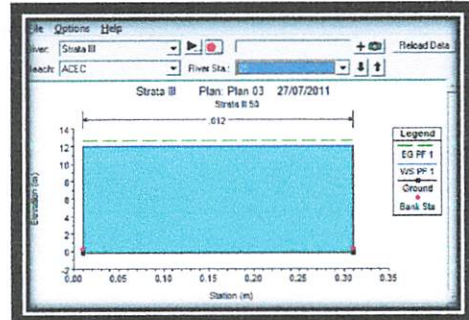 File Options Help
River: Strata III Reload Data
Reach: ACEC River Sta.:
Strata III Plan: Plan 03 27/07/2011
Strata III 50
.012
Legend
EG PF 1
WS PF 1
Ground
Bank Sta
Elevation (m)
14
12
10
8
6
4
2
0
-2
0.00 0.05 0.10 0.15 0.20 0.25 0.30 0.35
Station (m)